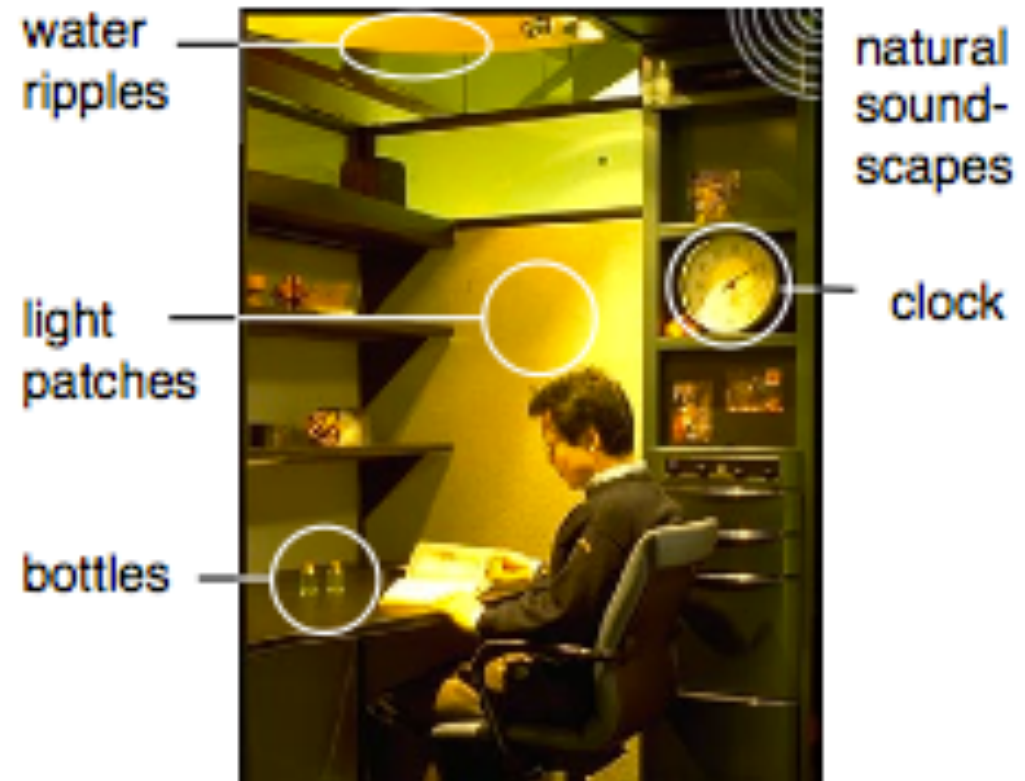 water
ripples
natural
sound-
scapes
light
patches
clock
bottles